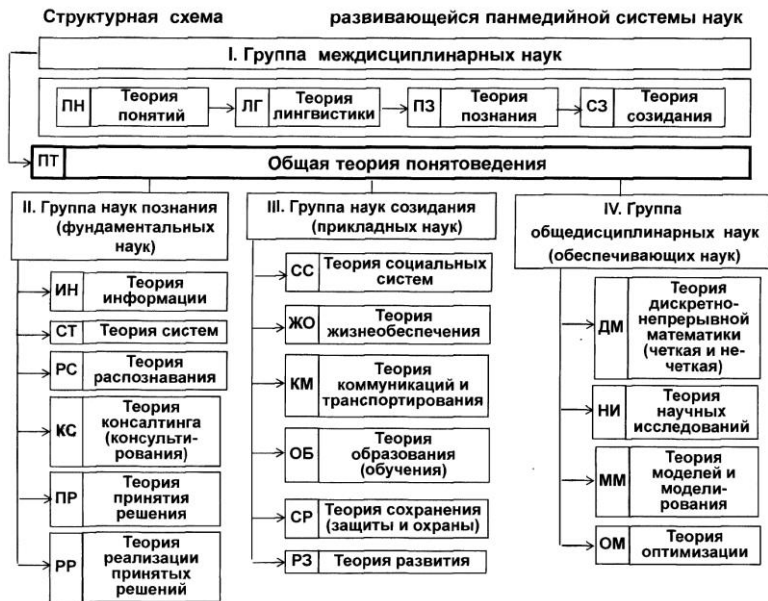 Структурная схема развивающейся панмедийной системы наук
I. Группа междисциплинарных наук
ПН
Теория
понятий
ЛГ
Теория
лингвистики
ПЗ
Теория
познания
СЗ
Теория
созидания
ПТ
Общая теория понятоведения
II. Группа наук познания
(фундаментальных
наук)
ИН
Теория
информации
СТ
Теория систем
РС
Теория
распознавания
КС
Теория
консалтинга
(консульти-
рования)
ПР
Теория
принятия
решения
РР
Теория
реализации
принятых
решений
III. Группа наук созидания
(прикладных наук)
СС
Теория социальных
систем
ЖО
Теория
жизнеобеспечения
КМ
Теория
коммуникаций и
транспортирования
ОБ
Теория
образования
(обучения)
СР
Теория сохранения
(защиты и охраны)
РЗ
Теория развития
IV. Группа
общедисциплинарных наук
(обеспечивающих наук)
ДМ
Теория
дискретно-
непрерывной
математики
(четкая и не-
четкая)
НИ
Теория
научных
исследований
ММ
Теория
моделей и
модели-
рования
ОМ
Теория
оптимизации